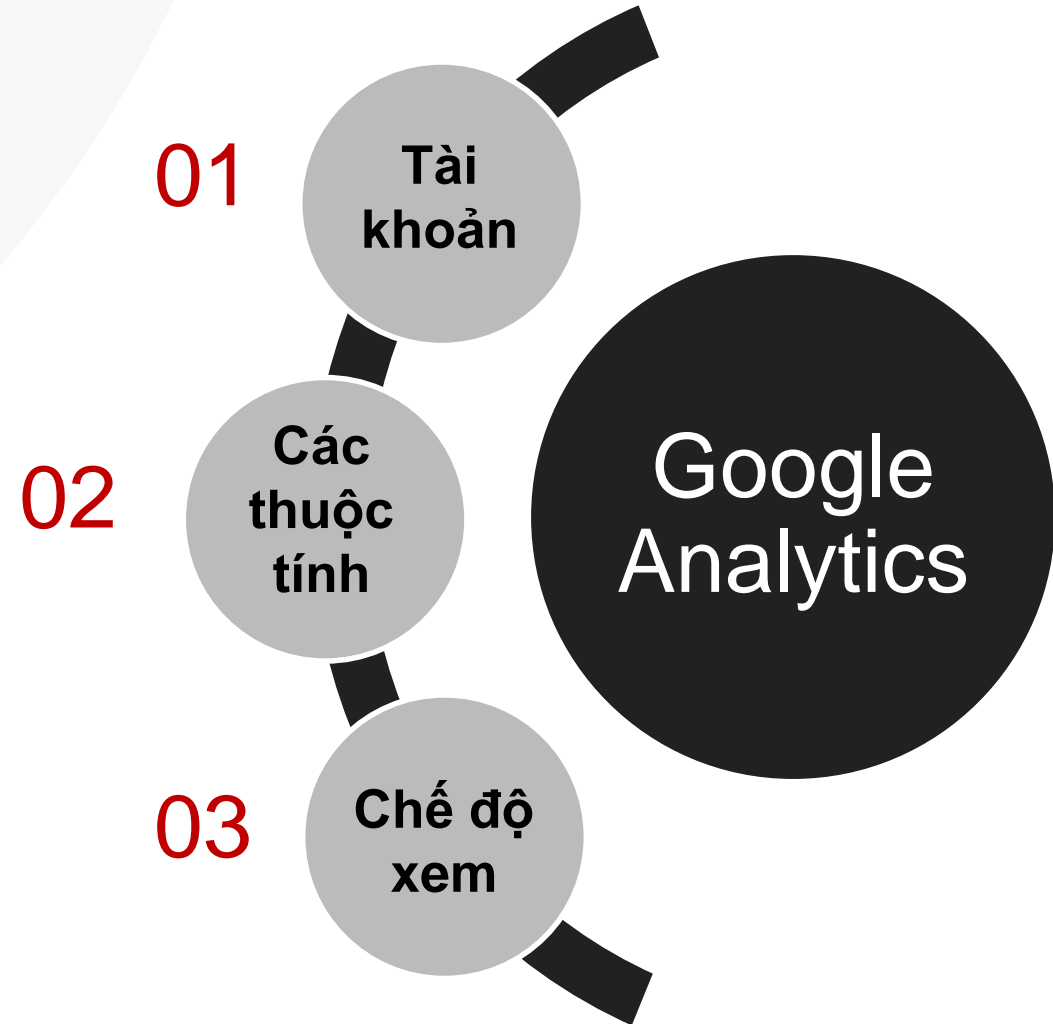 01
Tài
khoản
02
Các
thuộc
tính
03
Chế độ
xem
Google
Analytics